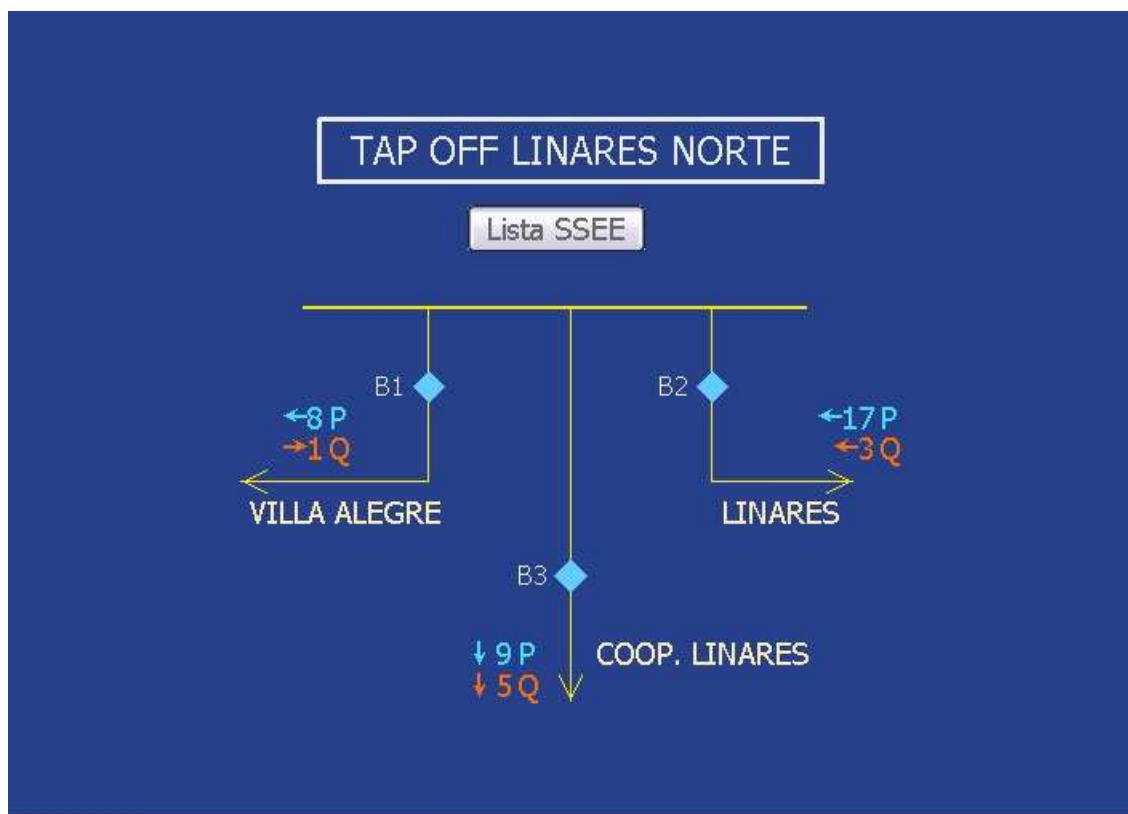 TAP OFF LINARES NORTE
Lista SSEE
B1
B2
←8 P
→1 Q
←17 P
←3 Q
VILLA ALEGRE
LINARES
B3
↓ 9 P
↓ 5 Q
COOP. LINARES